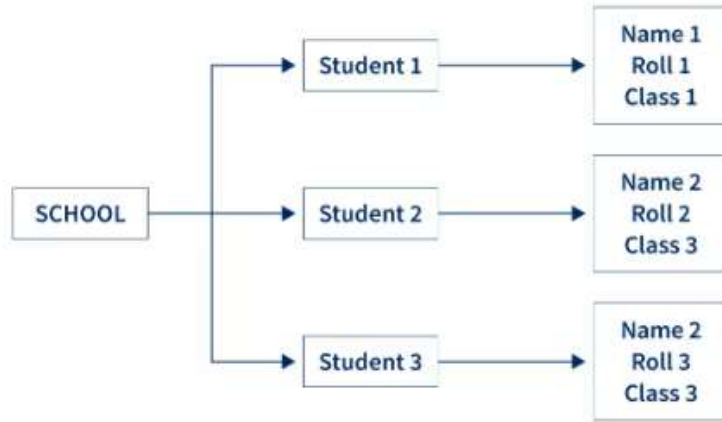 Student 1
Name 1
Roll 1
Class 1
SCHOOL
Student 2
Name 2
Roll 2
Class 3
Student 3
Name 2
Roll 3
Class 3